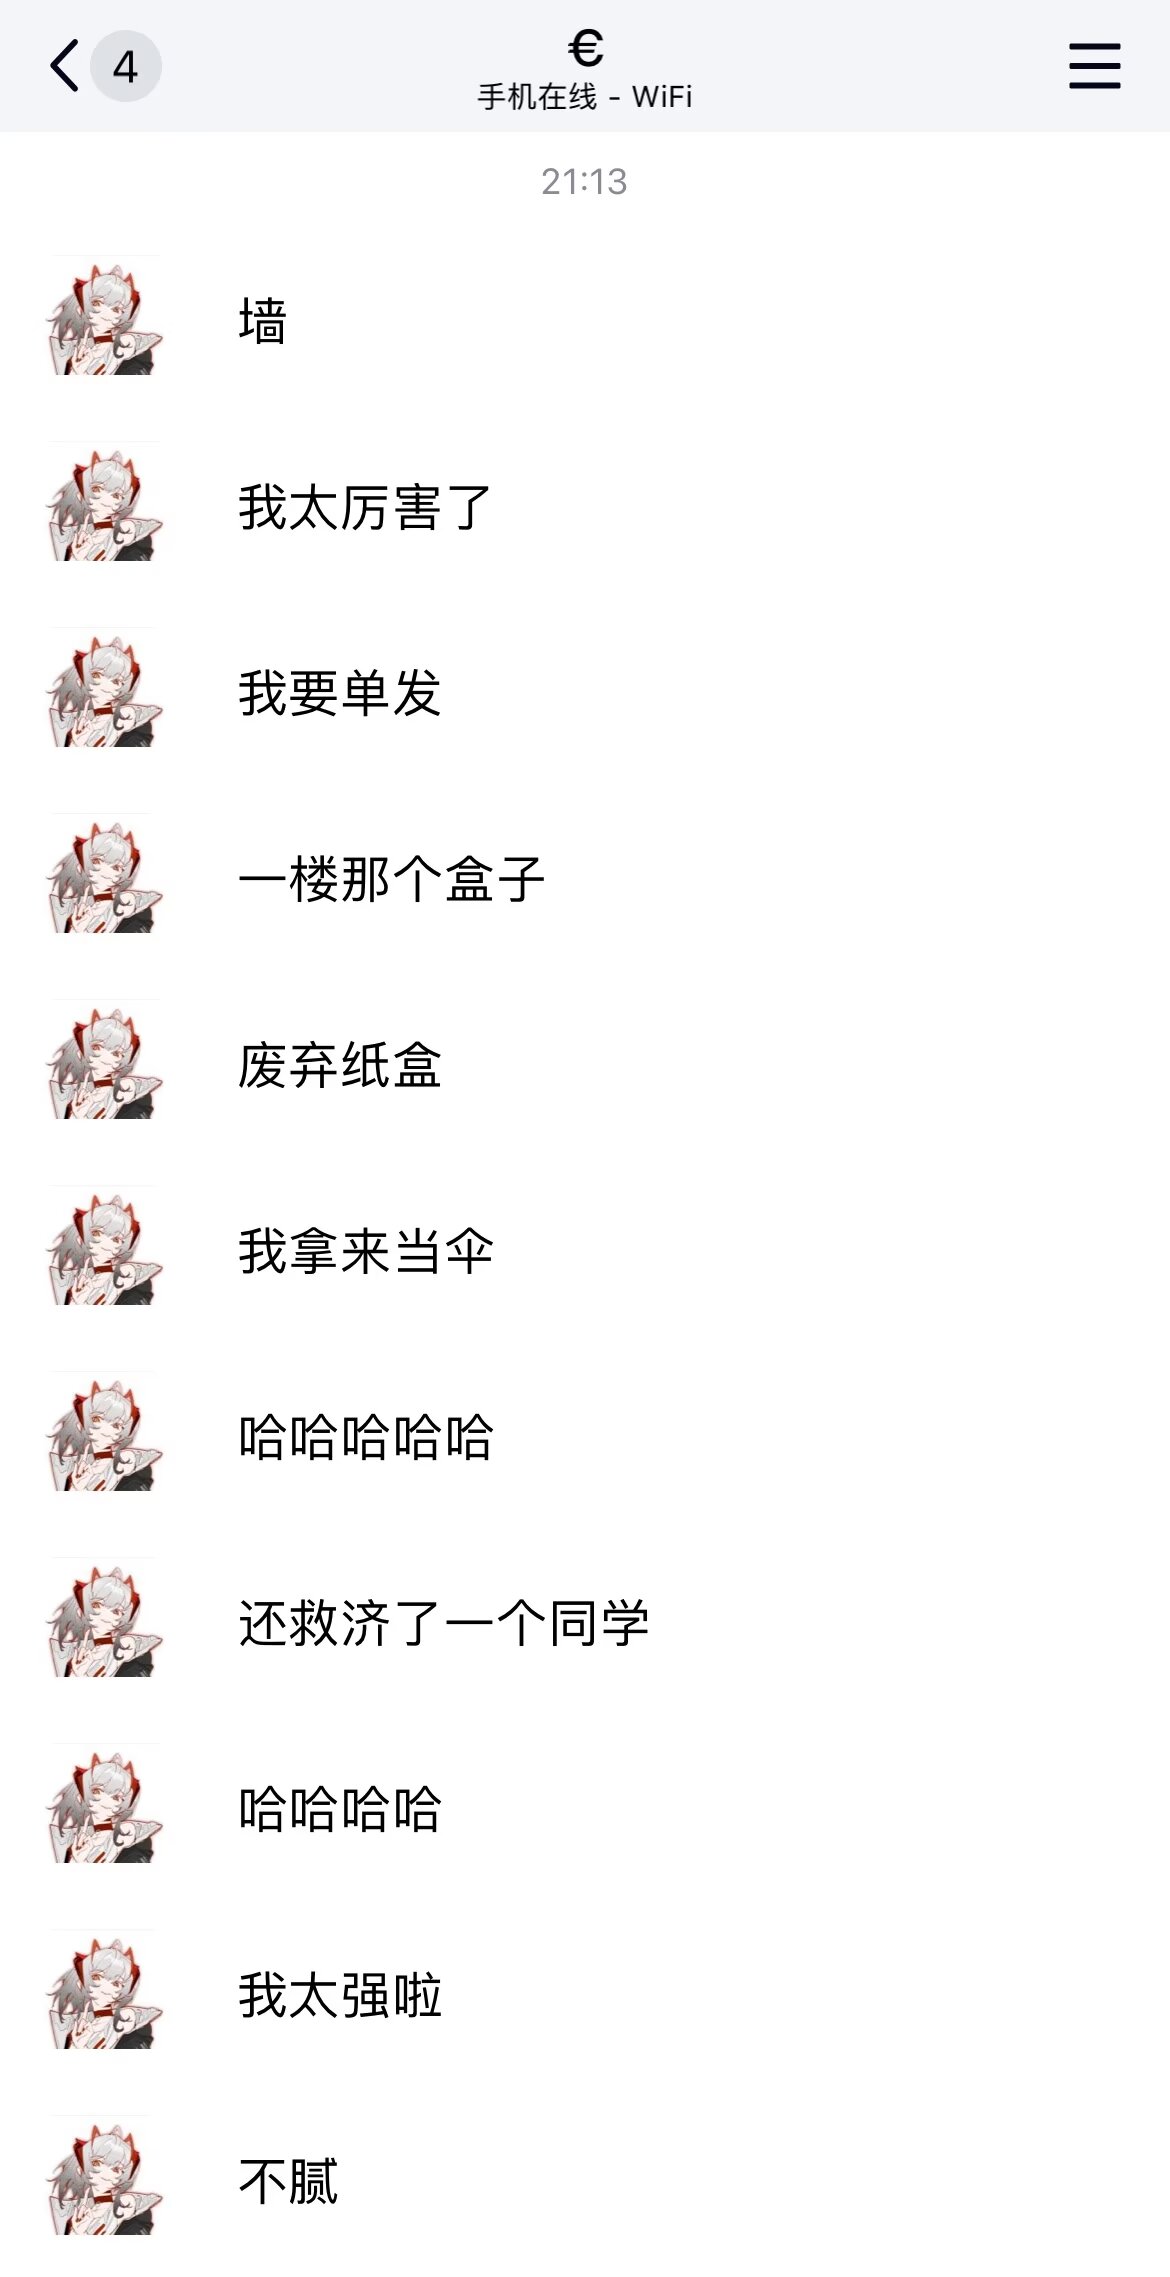 4
€
手机在线 - WiFi
21:13
墙
我太厉害了
我要单发
一楼那个盒子
废弃纸盒
我拿来当伞
哈哈哈哈哈
还救济了一个同学
哈哈哈哈
我太强啦
不腻